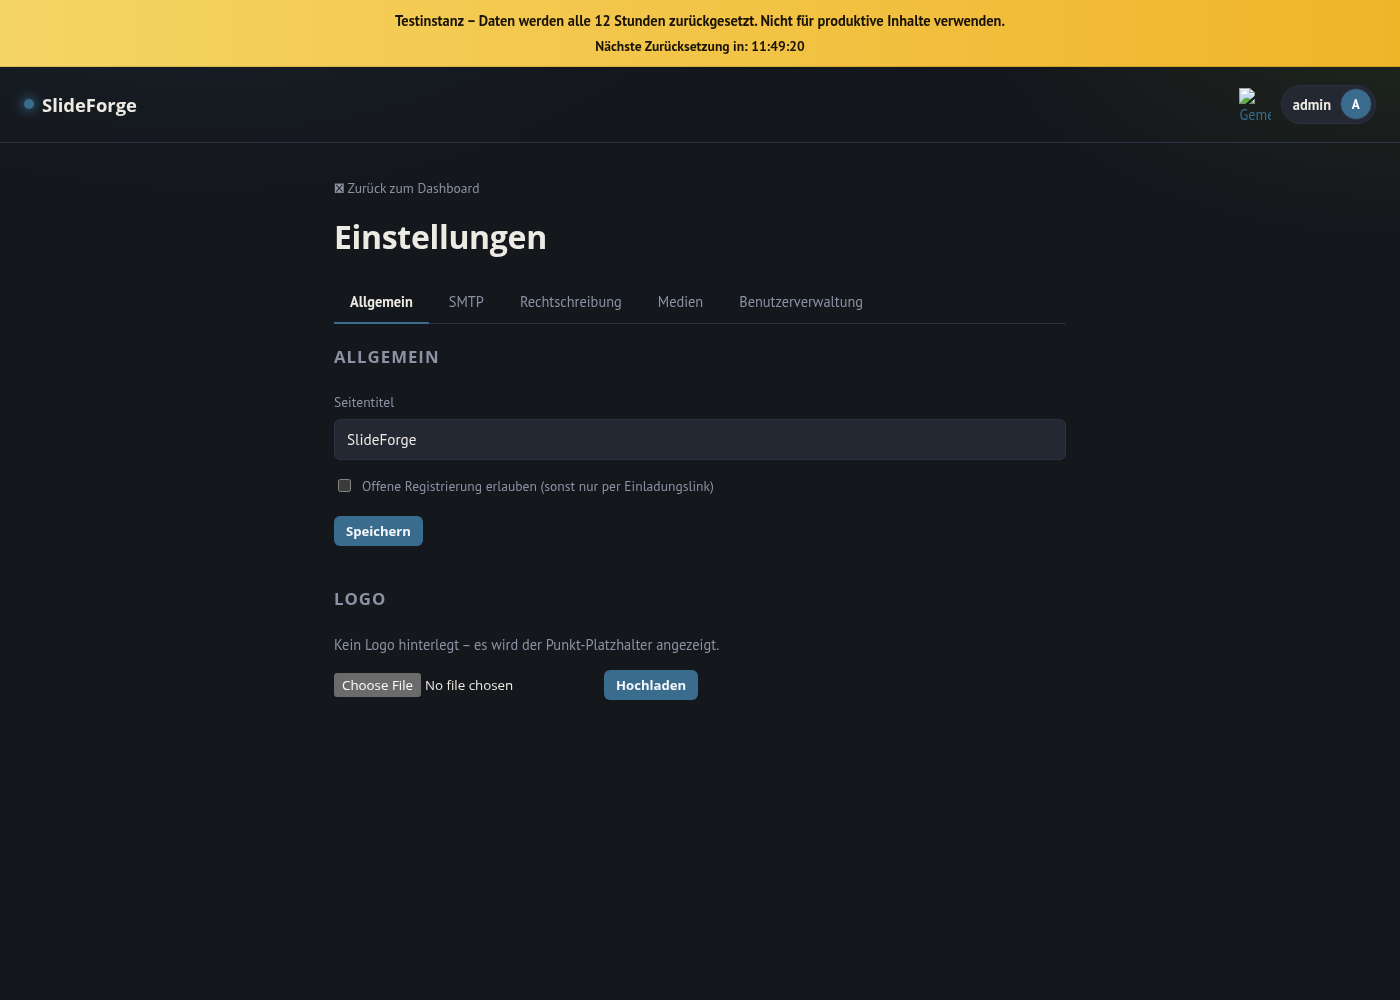 Testinstanz – Daten werden alle 12 Stunden zurückgesetzt. Nicht für produktive Inhalte verwenden.
Nächste Zurücksetzung in: 11:49:20
SlideForge
Geme
admin
A
Zurück zum Dashboard
Einstellungen
Allgemein SMTP Rechtschreibung Medien Benutzerverwaltung
ALLGEMEIN
Seitentitel
SlideForge
Offene Registrierung erlauben (sonst nur per Einladungslink)
Speichern
LOGO
Kein Logo hinterlegt – es wird der Punkt-Platzhalter angezeigt.
Choose File No file chosen Hochladen